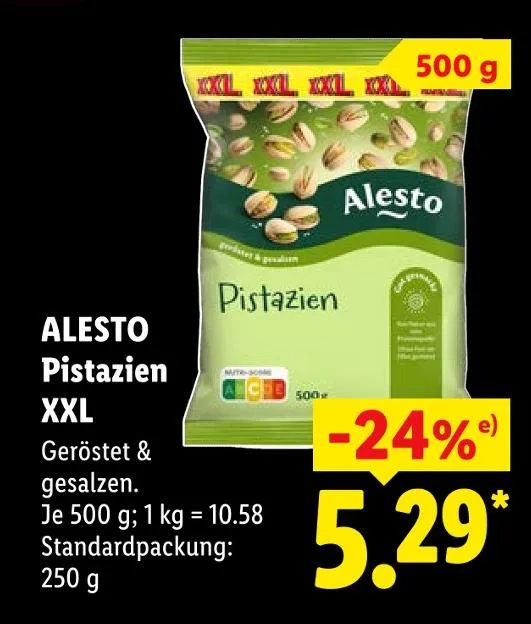 500 g
XXL XXL XXL XXL
Alesto
geröstet & gesalzen
Pistazien
NUTRI-SCORE
A B C D E
500 g
ALESTO
Pistazien
XXL
Geröstet &
gesalzen.
Je 500 g; 1 kg = 10.58
Standardpackung:
250 g
-24%e)
5.29*